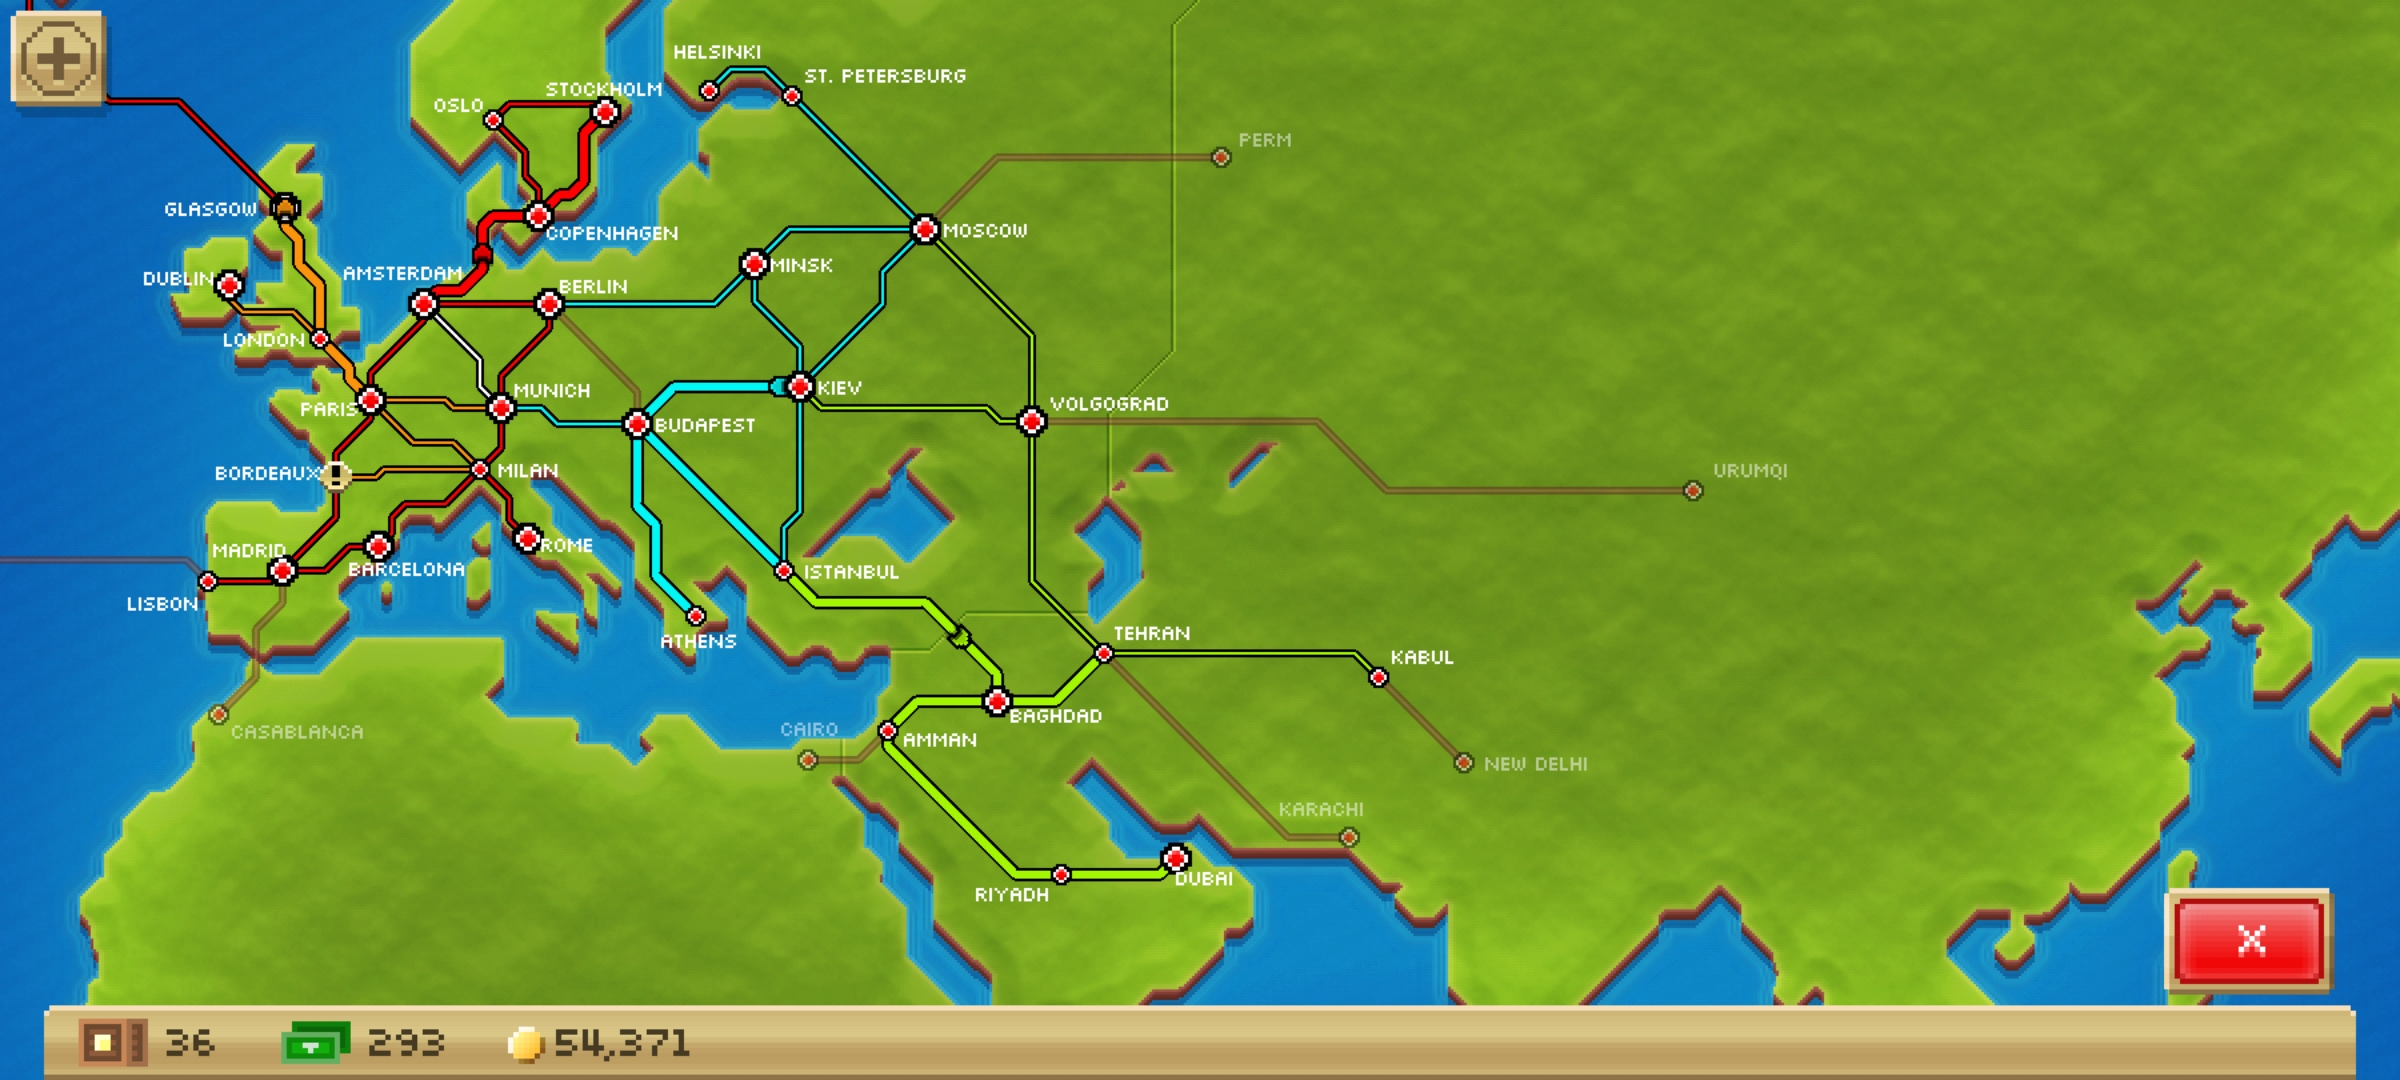 HELSINKI
ST. PETERSBURG
STOCKHOLM
OSLO
PERM
GLASGOW
COPENHAGEN
MOSCOW
DUBLIN
AMSTERDAM
MINSK
BERLIN
LONDON
MUNICH
KIEV
VOLGOGRAD
PARIS
BUDAPEST
BORDEAUX
MILAN
URUMQI
MADRID
ROME
BARCELONA
ISTANBUL
LISBON
ATHENS
TEHRAN
KABUL
CASABLANCA
CAIRO
BAGHDAD
AMMAN
NEW DELHI
KARACHI
RIYADH
DUBAI
X
36
293
54,371